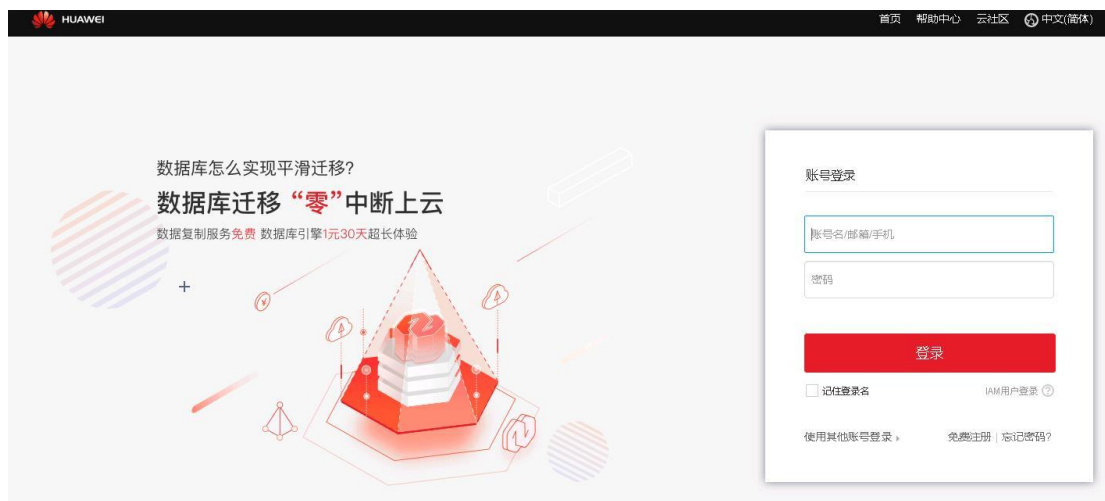 HUAWEI
首页 帮助中心 云社区 中文(简体)
数据库怎么实现平滑迁移?
数据库迁移“零”中断上云
数据复制服务免费 数据库引擎1元30天超长体验
账号登录
账号名/邮箱/手机
密码
登录
记住登录名 IAM用户登录 ?
使用其他账号登录 免费注册 | 忘记密码?